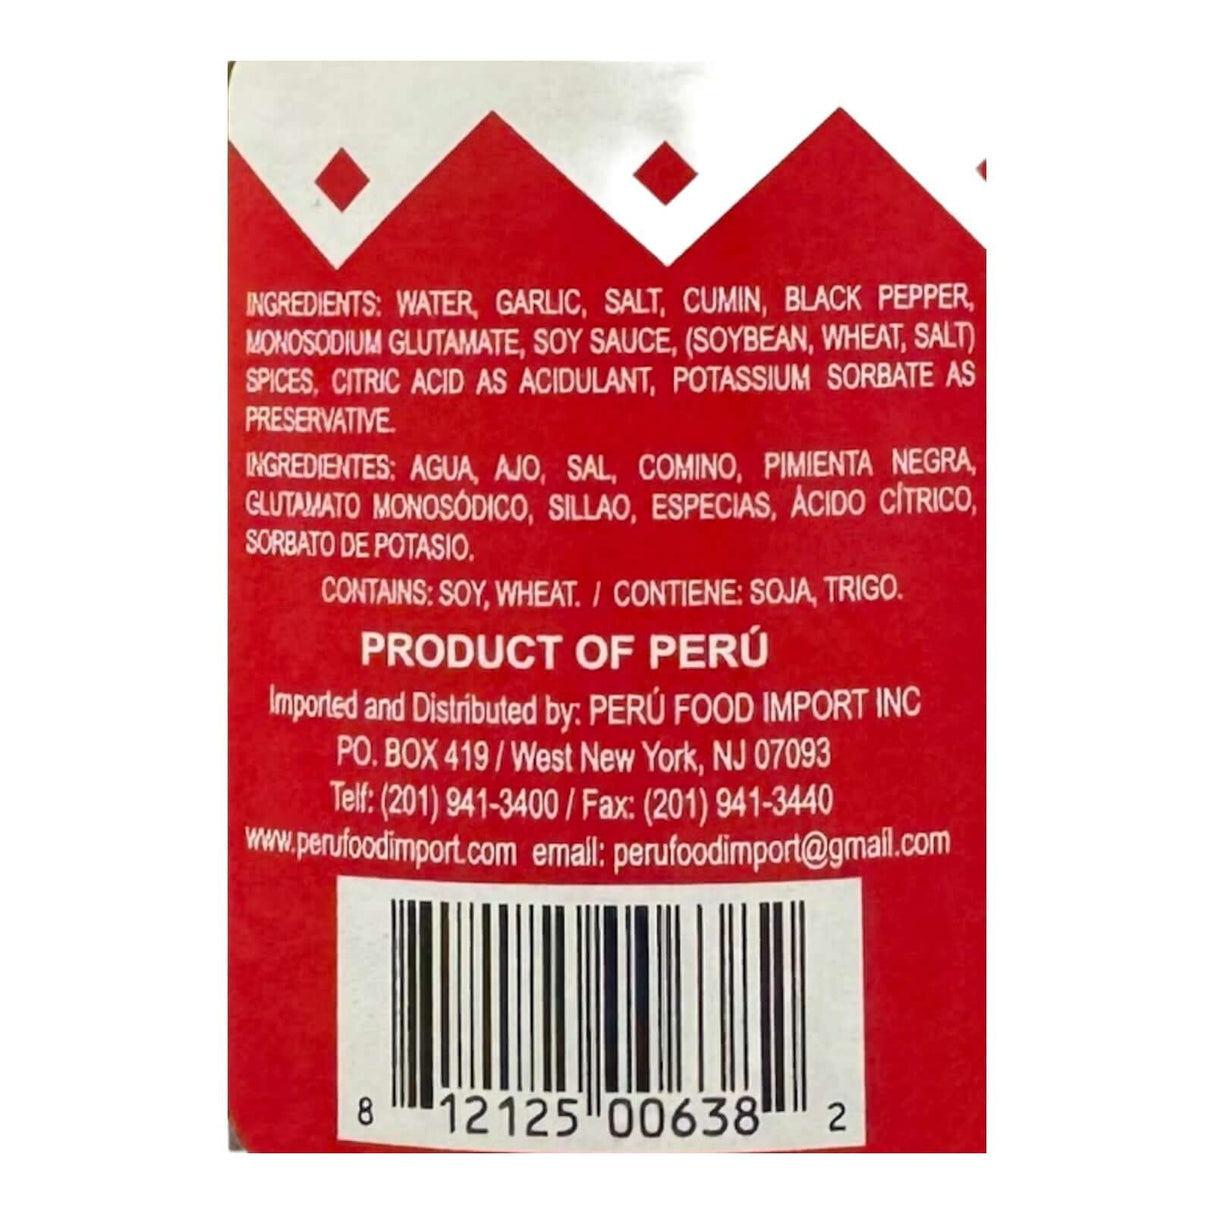 INGREDIENTS: WATER, GARLIC, SALT, CUMIN, BLACK PEPPER,
MONOSODIUM GLUTAMATE, SOY SAUCE, (SOYBEAN, WHEAT, SALT)
SPICES, CITRIC ACID AS ACIDULANT, POTASSIUM SORBATE AS
PRESERVATIVE.
INGREDIENTES: AGUA, AJO, SAL, COMINO, PIMIENTA NEGRA,
GLUTAMATO MONOSÓDICO, SILLAO, ESPECIAS, ÁCIDO CÍTRICO,
SORBATO DE POTASIO.
CONTAINS: SOY, WHEAT. / CONTIENE: SOJA, TRIGO.
PRODUCT OF PERÚ
Imported and Distributed by: PERÚ FOOD IMPORT INC
PO. BOX 419 / West New York, NJ 07093
Telf: (201) 941-3400 / Fax: (201) 941-3440
www.perufoodimport.com email: perufoodimport@gmail.com
8 12125 00638 2